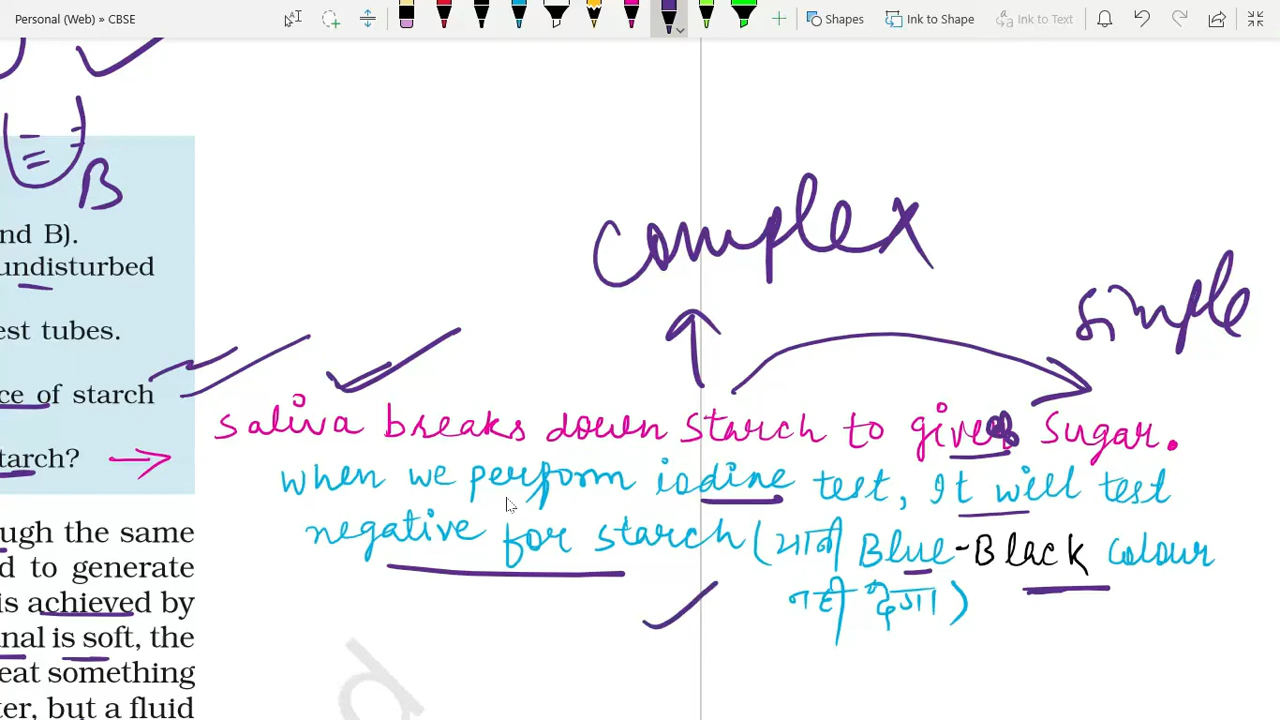 Personal (Web) » CBSE
Shapes
Ink to Shape
Ink to Text
B
nd B).
undisturbed
est tubes.
ce of starch
tarch?
ugh the same
d to generate
is achieved by
nal is soft, the
eat something
ter, but a fluid
complex
simple
Saliva breaks down starch to give Sugar.
When we perform iodine test, It will test
negative for starch (मानी Blue-Black colour
नही देगा)
d